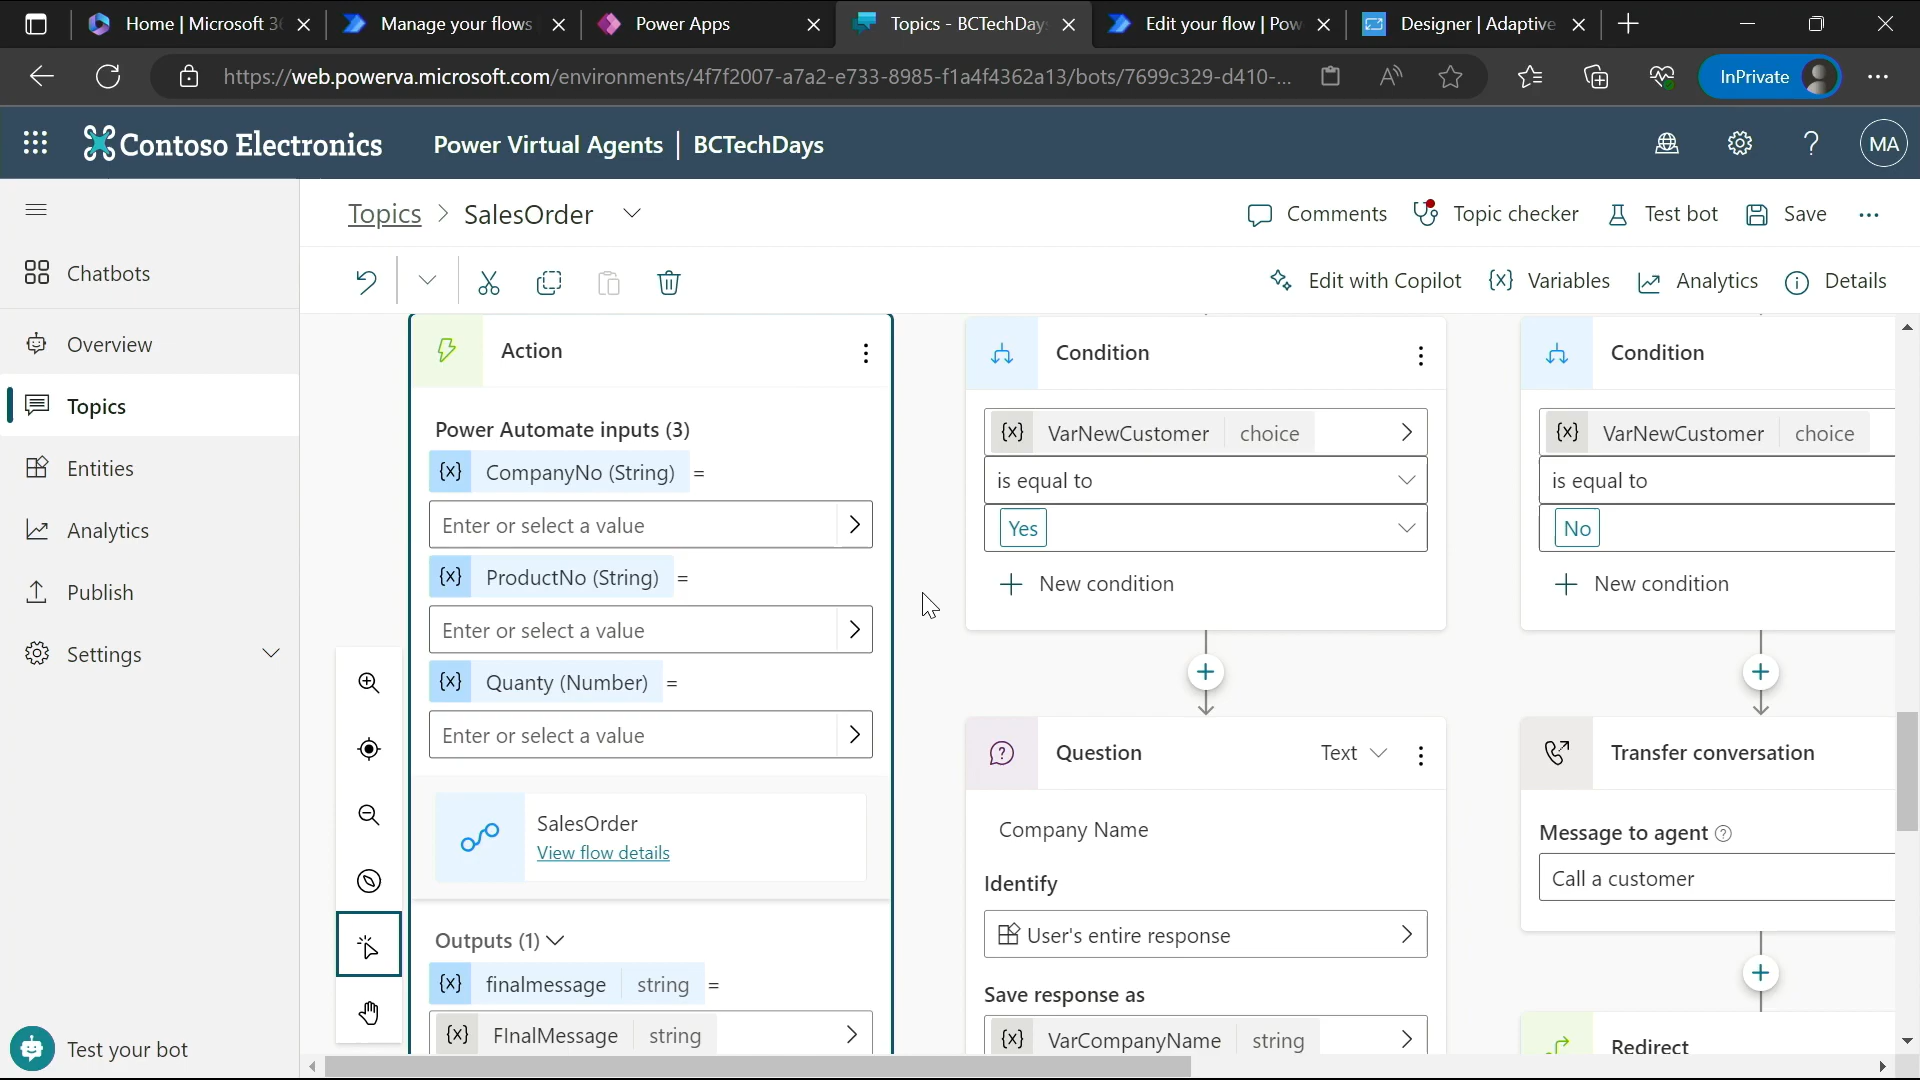 Home | Microsoft 36
Manage your flows
Power Apps
Topics - BCTechDay
Edit your flow | Pow
Designer | Adaptive
https://web.powerva.microsoft.com/environments/4f7f2007-a7a2-e733-8985-f1a4f4362a13/bots/7699c329-d410-...
InPrivate
Contoso Electronics
Power Virtual Agents | BCTechDays
MA
Topics > SalesOrder
Comments
Topic checker
Test bot
Save
Edit with Copilot
{x} Variables
Analytics
Details
Chatbots
Overview
Topics
Entities
Analytics
Publish
Settings
Test your bot
Action
Power Automate inputs (3)
{x} CompanyNo (String) =
Enter or select a value
{x} ProductNo (String) =
Enter or select a value
{x} Quanty (Number) =
Enter or select a value
SalesOrder
View flow details
Outputs (1)
{x} finalmessage string =
{x} FInalMessage string
Condition
{x} VarNewCustomer choice
is equal to
Yes
New condition
Question
Text
Company Name
Identify
User's entire response
Save response as
{x} VarCompanyName string
Condition
{x} VarNewCustomer choice
is equal to
No
New condition
Transfer conversation
Message to agent
Call a customer
Redirect